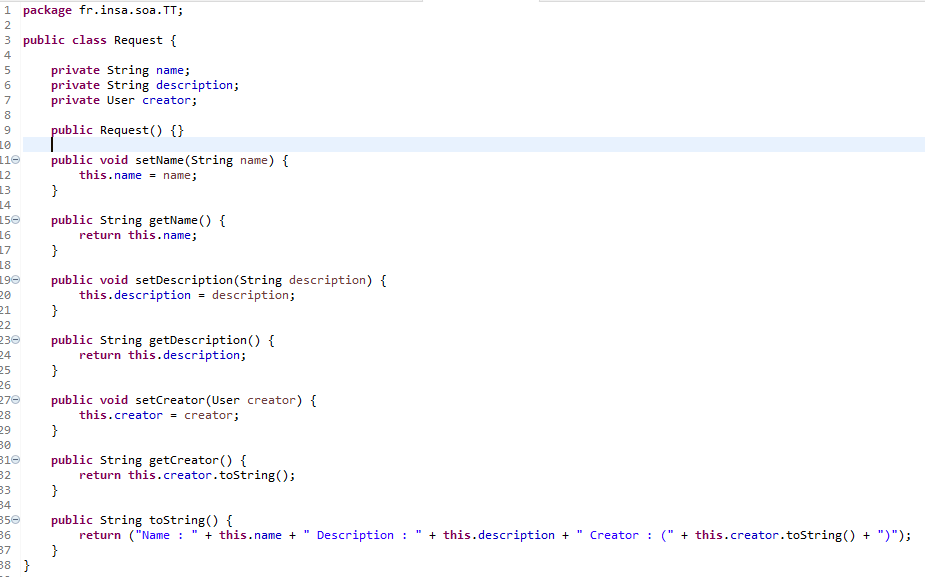 1 package fr.insa.soa.TT;
2
3 public class Request {
4
5     private String name;
6     private String description;
7     private User creator;
8
9     public Request() {}
10
11     public void setName(String name) {
12         this.name = name;
13     }
14
15     public String getName() {
16         return this.name;
17     }
18
19     public void setDescription(String description) {
20         this.description = description;
21     }
22
23     public String getDescription() {
24         return this.description;
25     }
26
27     public void setCreator(User creator) {
28         this.creator = creator;
29     }
30
31     public String getCreator() {
32         return this.creator.toString();
33     }
34
35     public String toString() {
36         return ("Name : " + this.name + " Description : " + this.description + " Creator : (" + this.creator.toString() + ")");
37     }
38 }